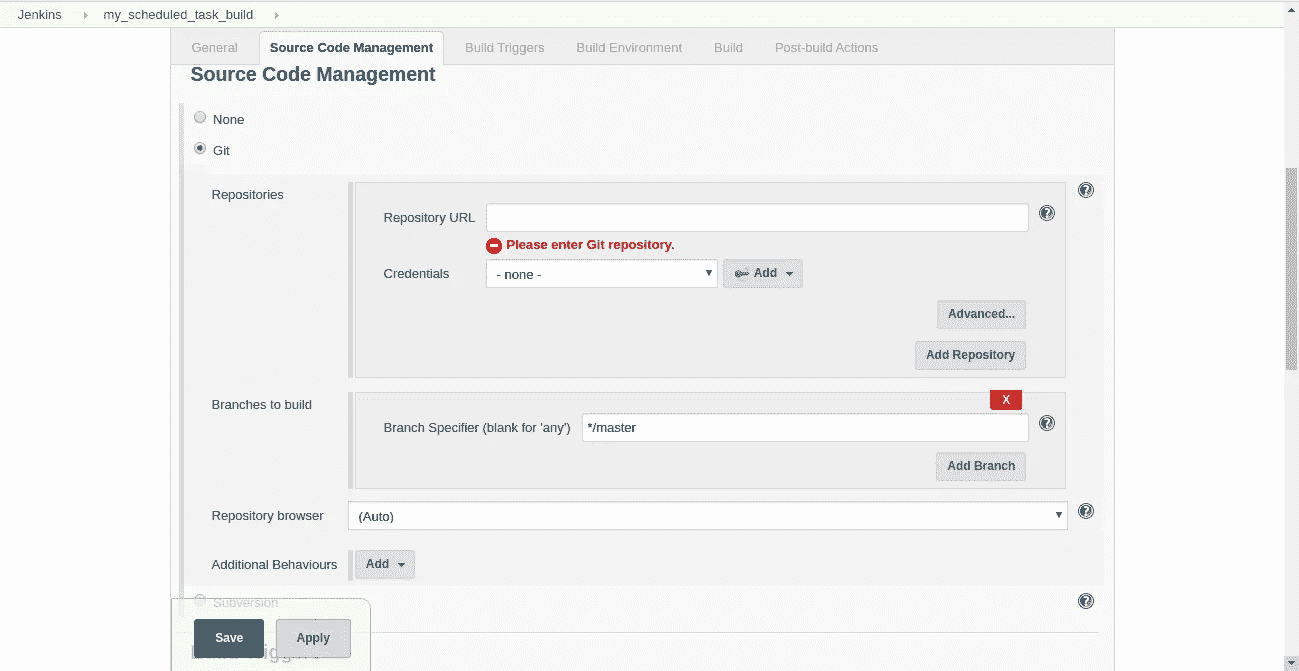 Jenkins my_scheduled_task_build
General Source Code Management Build Triggers Build Environment Build Post-build Actions
Source Code Management
None
Git
Repositories
Repository URL
Please enter Git repository.
Credentials - none - Add
Advanced...
Add Repository
Branches to build
X
Branch Specifier (blank for 'any') */master
Add Branch
Repository browser (Auto)
Additional Behaviours Add
Subversion
Save Apply